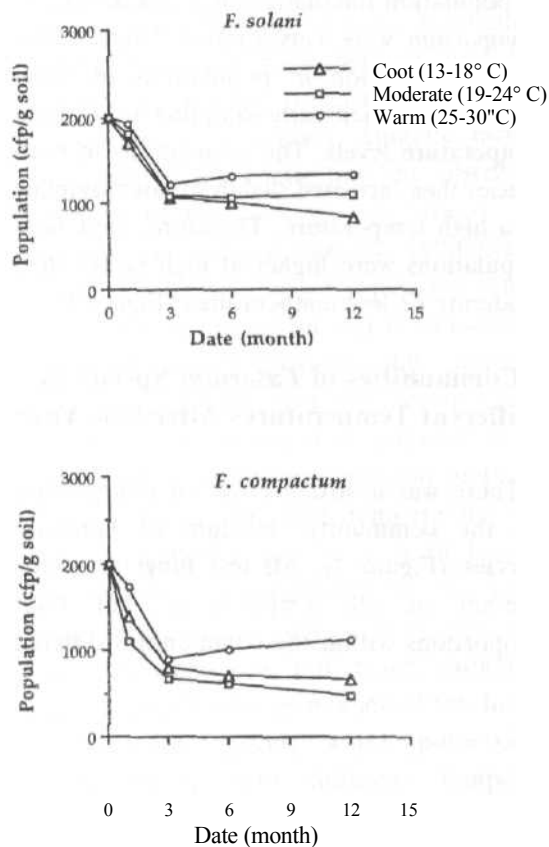 F. solani
3000
2000
1000
0
Population (cfp/g soil)
Coot (13-18° C)
Moderate (19-24° C)
Warm (25-30"C)
0 3 6 9 12 15
Date (month)
F. compactum
3000
2000
1000
0
Population (cfp/g soil)
0 3 6 9 12 15
Date (month)